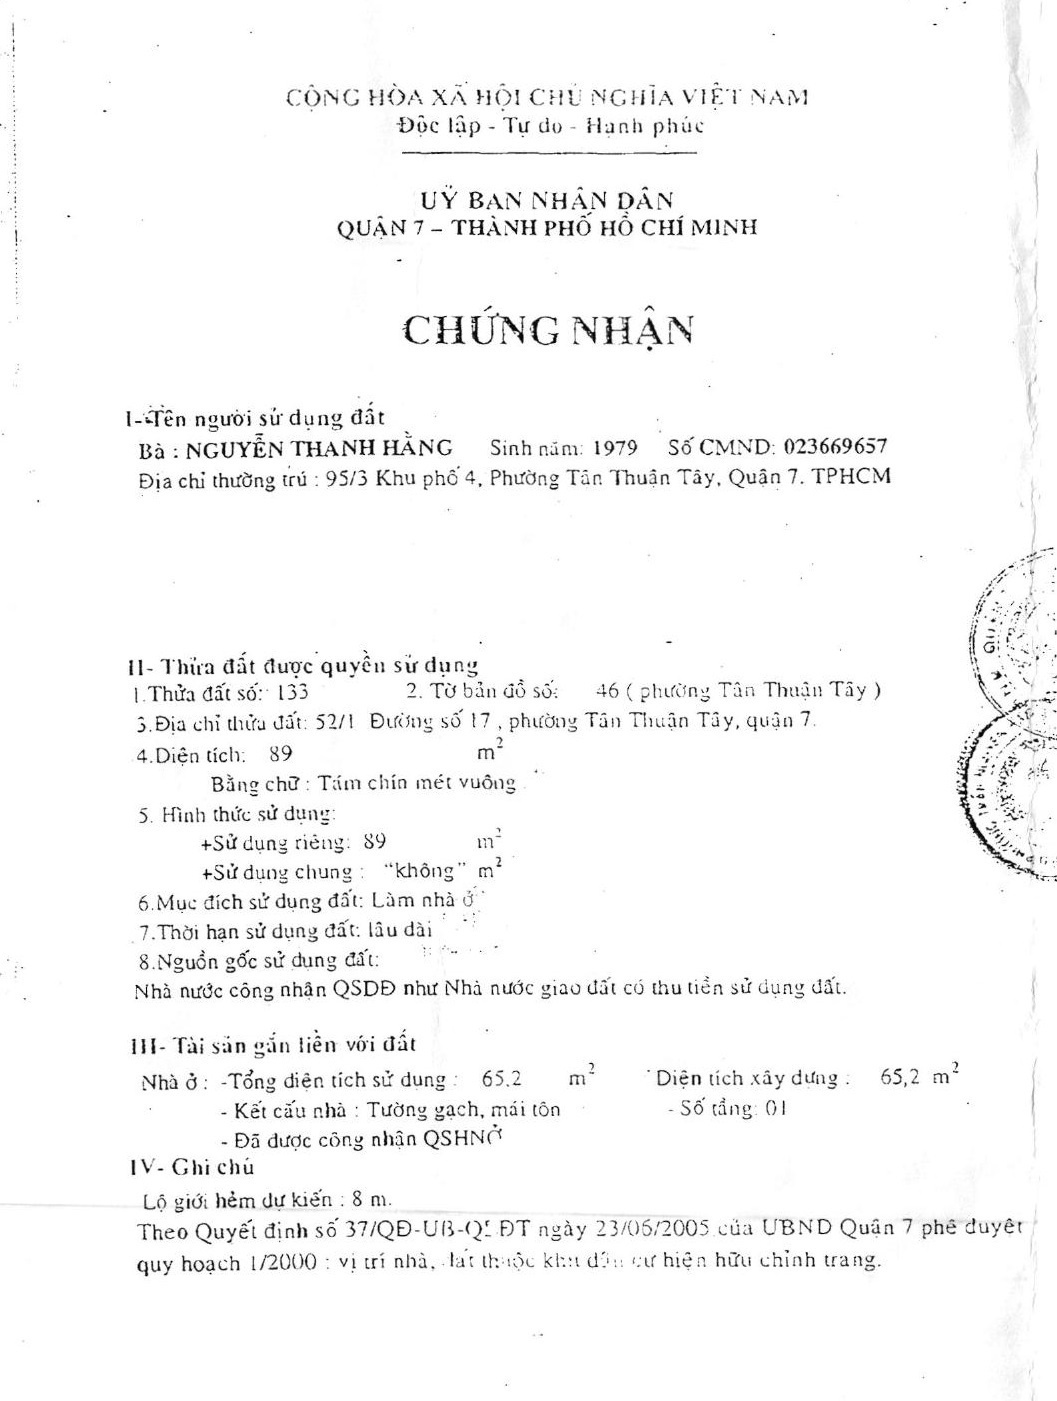 CỘNG HÒA XÃ HỘI CHỦ NGHĨA VIỆT NAM
Độc lập - Tự do - Hạnh phúc
UỶ BAN NHÂN DÂN
QUẬN 7 – THÀNH PHỐ HỒ CHÍ MINH
CHỨNG NHẬN
I- Tên người sử dụng đất
Bà : NGUYỄN THANH HẰNG Sinh năm: 1979 Số CMND: 023669657
Địa chỉ thường trú : 95/3 Khu phố 4, Phường Tân Thuận Tây, Quận 7. TPHCM
II- Thửa đất được quyền sử dụng
1.Thửa đất số: 133 2. Tờ bản đồ số: 46 ( phường Tân Thuận Tây )
3.Địa chỉ thửa đất: 52/1 Đường số 17 , phường Tân Thuận Tây, quận 7.
4.Diện tích: 89 m²
Bằng chữ : Tám chín mét vuông
5. Hình thức sử dụng:
+Sử dụng riêng: 89 m²
+Sử dụng chung : “không” m²
6.Mục đích sử dụng đất: Làm nhà ở
7.Thời hạn sử dụng đất: lâu dài
8.Nguồn gốc sử dụng đất:
Nhà nước công nhận QSDĐ như Nhà nước giao đất có thu tiền sử dụng đất.
III- Tài sản gắn liền với đất
Nhà ở : -Tổng diện tích sử dụng : 65.2 m² Diện tích xây dựng : 65,2 m²
- Kết cấu nhà : Tường gạch, mái tôn - Số tầng: 01
- Đã được công nhận QSHNỞ
IV- Ghi chú
Lộ giới hẻm dự kiến : 8 m.
Theo Quyết định số 37/QĐ-UB-QLĐT ngày 23/06/2005 của UBND Quận 7 phê duyệt
quy hoạch 1/2000 : vị trí nhà, đất thuộc khu dân cư hiện hữu chỉnh trang.